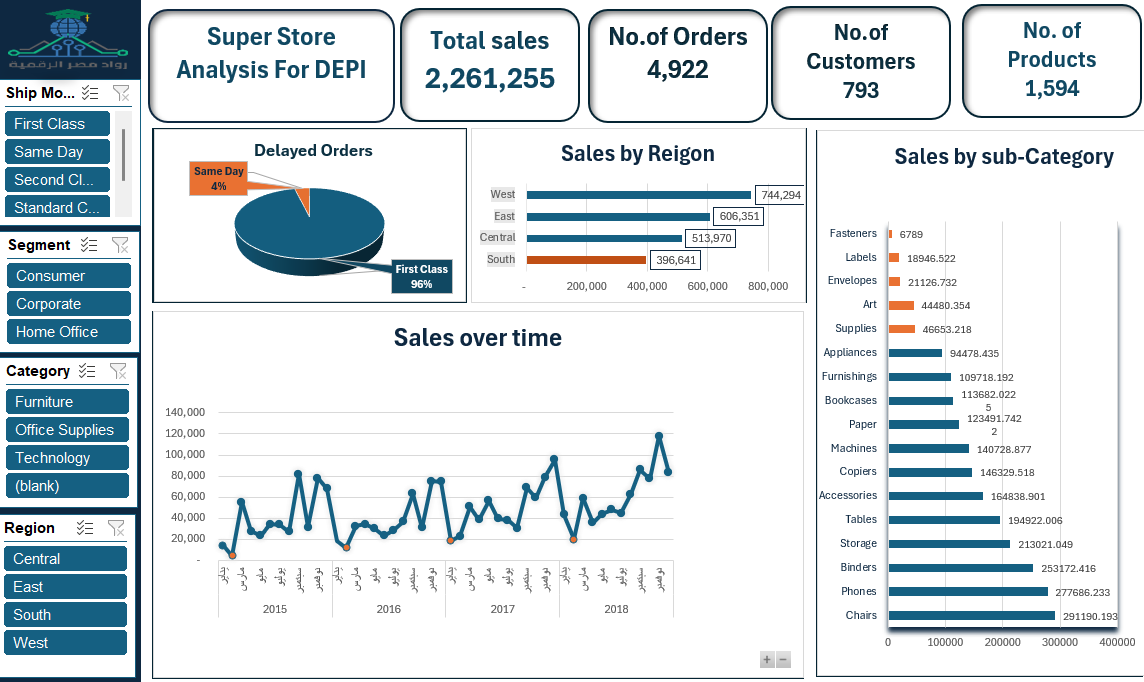 رواد مصر الرقمية
Super Store
Analysis For DEPI
Total sales
2,261,255
No.of Orders
4,922
No.of
Customers
793
No. of
Products
1,594
Ship Mo...
First Class
Same Day
Second Cl...
Standard C...
Segment
Consumer
Corporate
Home Office
Category
Furniture
Office Supplies
Technology
(blank)
Region
Central
East
South
West
Delayed Orders
Same Day
4%
First Class
96%
Sales by Reigon
West 744,294
East 606,351
Central 513,970
South 396,641
- 200,000 400,000 600,000 800,000
Sales over time
140,000
120,000
100,000
80,000
60,000
40,000
20,000
-
يناير مارس مايو يوليو سبتمبر نوفمبر يناير مارس مايو يوليو سبتمبر نوفمبر يناير مارس مايو يوليو سبتمبر نوفمبر يناير مارس مايو يوليو سبتمبر نوفمبر
2015 2016 2017 2018
+ −
Sales by sub-Category
Fasteners 6789
Labels 18946.522
Envelopes 21126.732
Art 44480.354
Supplies 46653.218
Appliances 94478.435
Furnishings 109718.192
Bookcases 113682.022
5
Paper 123491.742
2
Machines 140728.877
Copiers 146329.518
Accessories 164838.901
Tables 194922.006
Storage 213021.049
Binders 253172.416
Phones 277686.233
Chairs 291190.193
0 100000 200000 300000 400000